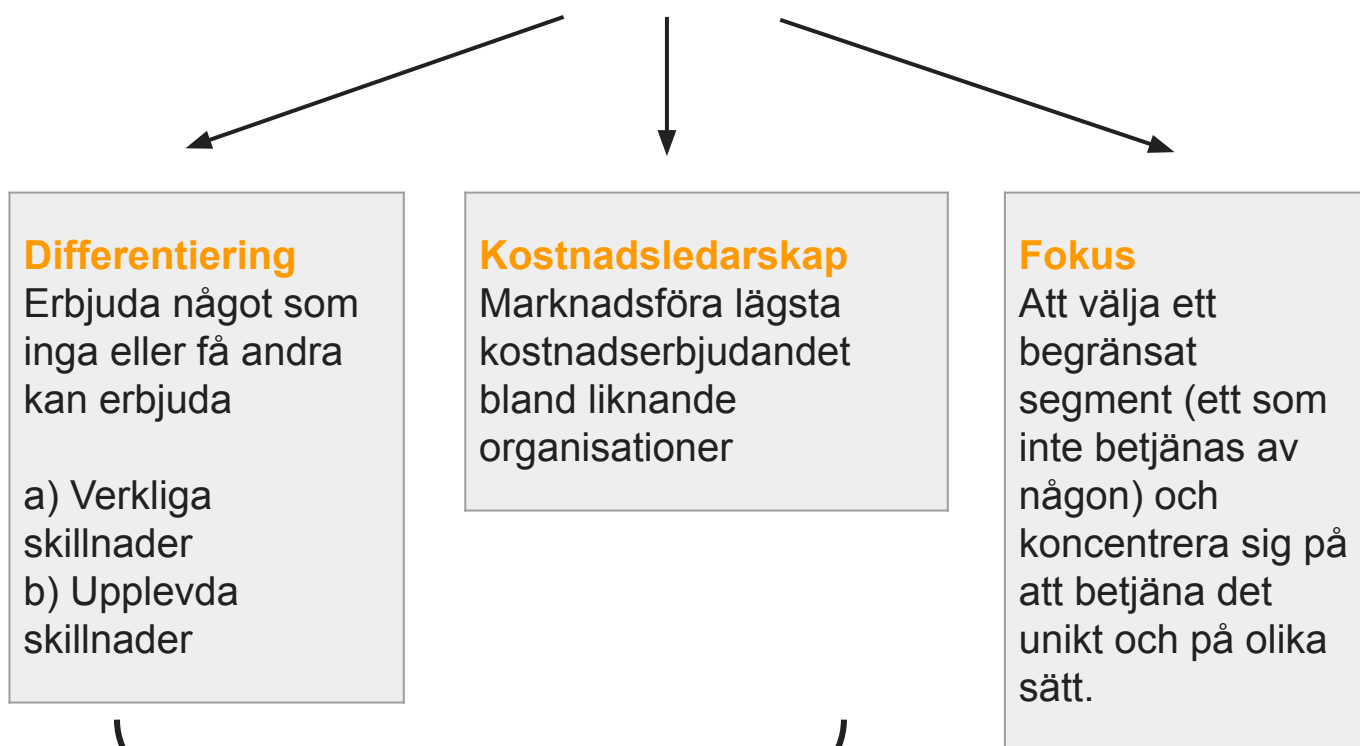 Differentiering
Erbjuda något som
inga eller få andra
kan erbjuda
a) Verkliga
skillnader
b) Upplevda
skillnader
Kostnadsledarskap
Marknadsföra lägsta
kostnadserbjudandet
bland liknande
organisationer
Fokus
Att välja ett
begränsat
segment (ett som
inte betjänas av
någon) och
koncentrera sig på
att betjäna det
unikt och på olika
sätt.